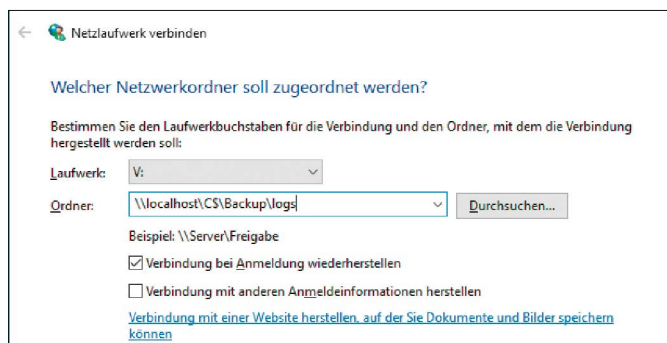 Netzlaufwerk verbinden
Welcher Netzwerkordner soll zugeordnet werden?
Bestimmen Sie den Laufwerkbuchstaben für die Verbindung und den Ordner, mit dem die Verbindung
hergestellt werden soll:
Laufwerk: V:
Ordner: \\localhost\C$\Backup\logs Durchsuchen...
Beispiel: \\Server\Freigabe
Verbindung bei Anmeldung wiederherstellen
Verbindung mit anderen Anmeldeinformationen herstellen
Verbindung mit einer Website herstellen, auf der Sie Dokumente und Bilder speichern
können